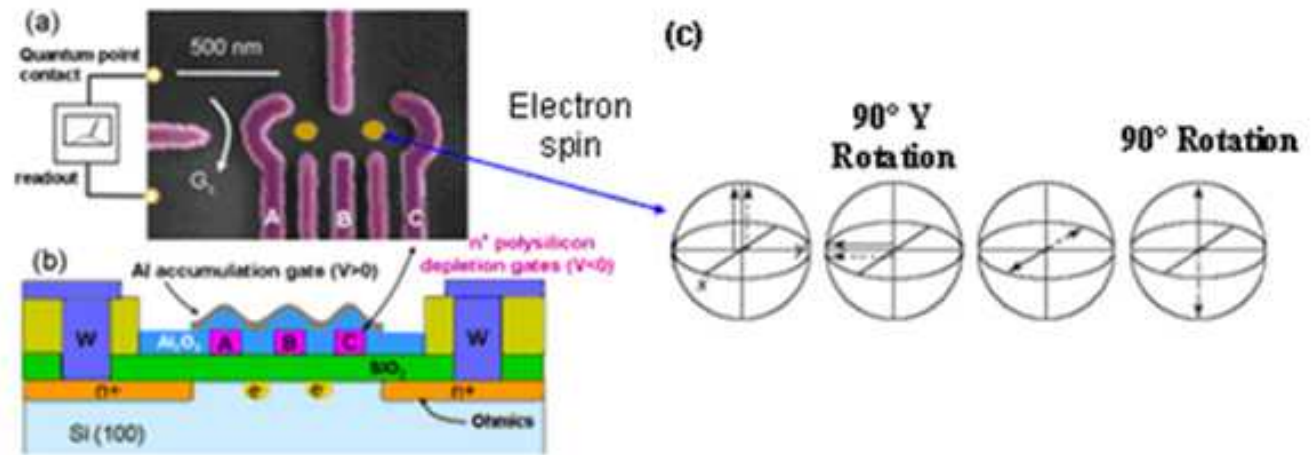 (a)
Quantum point
contact
readout
500 nm
G₁
A
B
C
Electron
spin
(c)
90° Y
Rotation
90° Rotation
y
x
(b)
Al accumulation gate (V>0)
n⁺ polysilicon
depletion gates (V<0)
W
Al₂O₃
A
B
C
W
SiO₂
n+
e⁻
e⁻
n+
Ohmics
Si (100)